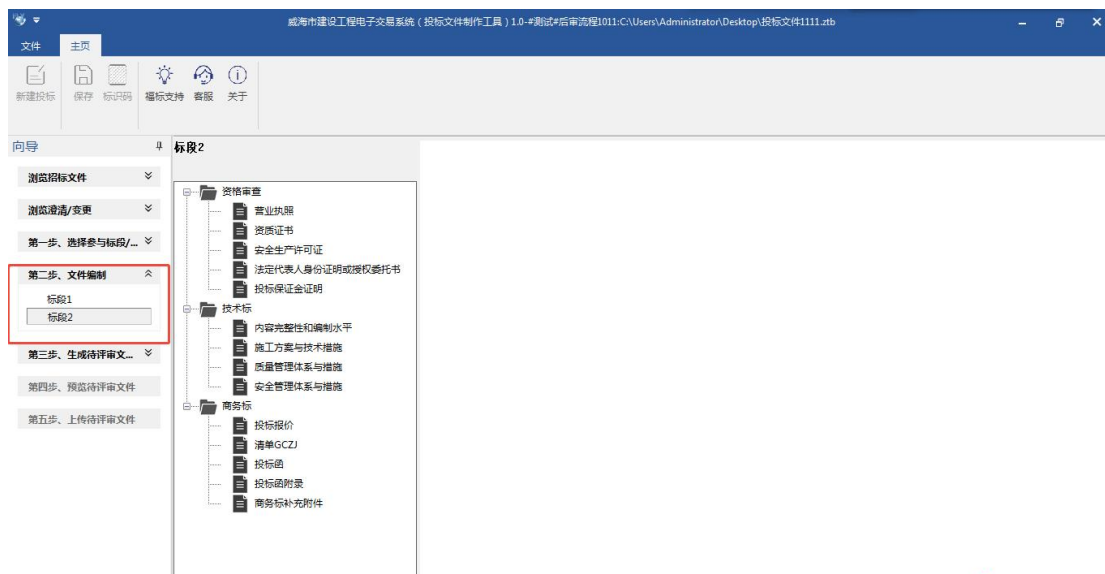 威海市建设工程电子交易系统(投标文件制作工具)1.0-#测试#后审流程1011:C:\Users\Administrator\Desktop\投标文件1111.ztb
文件 主页
新建投标 保存 标识码 福标支持 客服 关于
向导
浏览招标文件
浏览澄清/变更
第一步、选择参与标段/...
第二步、文件编制
标段1
标段2
第三步、生成待评审文...
第四步、预览待评审文件
第五步、上传待评审文件
标段2
资格审查
营业执照
资质证书
安全生产许可证
法定代表人身份证明或授权委托书
投标保证金证明
技术标
内容完整性和编制水平
施工方案与技术措施
质量管理体系与措施
安全管理体系与措施
商务标
投标报价
清单GCZJ
投标函
投标函附录
商务标补充附件